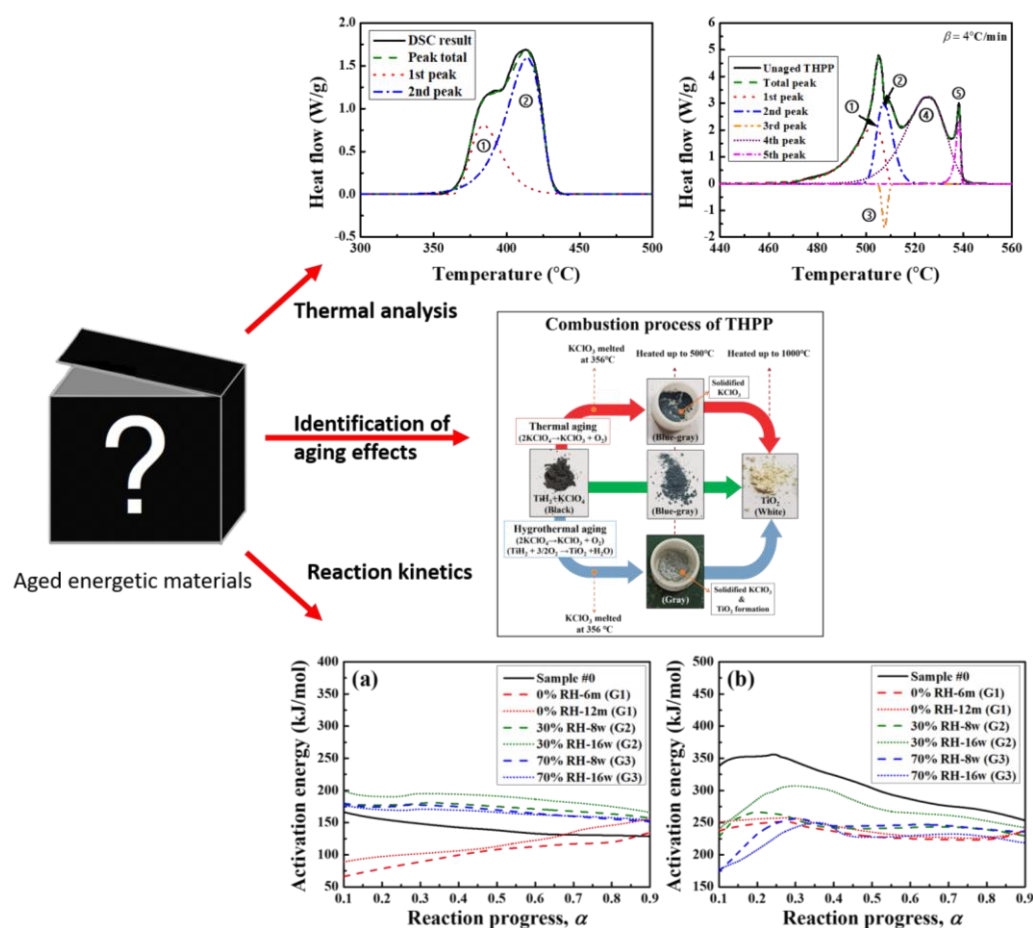 2.0
1.5
1.0
0.5
0.0
-0.5
Heat flow (W/g)
DSC result
Peak total
1st peak
2nd peak
①
②
300
400
500
Temperature (°C)
6
5
4
3
2
1
0
-1
-2
Heat flow (W/g)
β = 4°C/min
Unaged THPP
Total peak
1st peak
2nd peak
3rd peak
4th peak
5th peak
①
②
③
④
⑤
440
460
480
500
520
540
560
Temperature (°C)
Thermal analysis
Identification of
aging effects
Reaction kinetics
?
Aged energetic materials
Combustion process of THPP
KClO3 melted
at 356°C
Heated up to 500°C
Heated up to 1000°C
Solidified
KClO3
Thermal aging
(2KClO4→KClO3 + O2)
(Blue-gray)
TiH2+KClO4
(Black)
(Blue-gray)
TiO2
(White)
Hygrothermal aging
(2KClO4→KClO3 + O2)
(TiH2 + 3/2O2 →TiO2 +H2O)
(Gray)
KClO3 melted
at 356 °C
Solidified KClO3
&
TiO2 formation
400
350
300
250
200
150
100
50
Activation energy (kJ/mol)
(a)
Sample #0
0% RH-6m (G1)
0% RH-12m (G1)
30% RH-8w (G2)
30% RH-16w (G2)
70% RH-8w (G3)
70% RH-16w (G3)
0.1 0.2 0.3 0.4 0.5 0.6 0.7 0.8 0.9
Reaction progress, α
500
450
400
350
300
250
200
150
100
Activation energy (kJ/mol)
(b)
Sample #0
0% RH-6m (G1)
0% RH-12m (G1)
30% RH-8w (G2)
30% RH-16w (G2)
70% RH-8w (G3)
70% RH-16w (G3)
0.1 0.2 0.3 0.4 0.5 0.6 0.7 0.8 0.9
Reaction progress, α